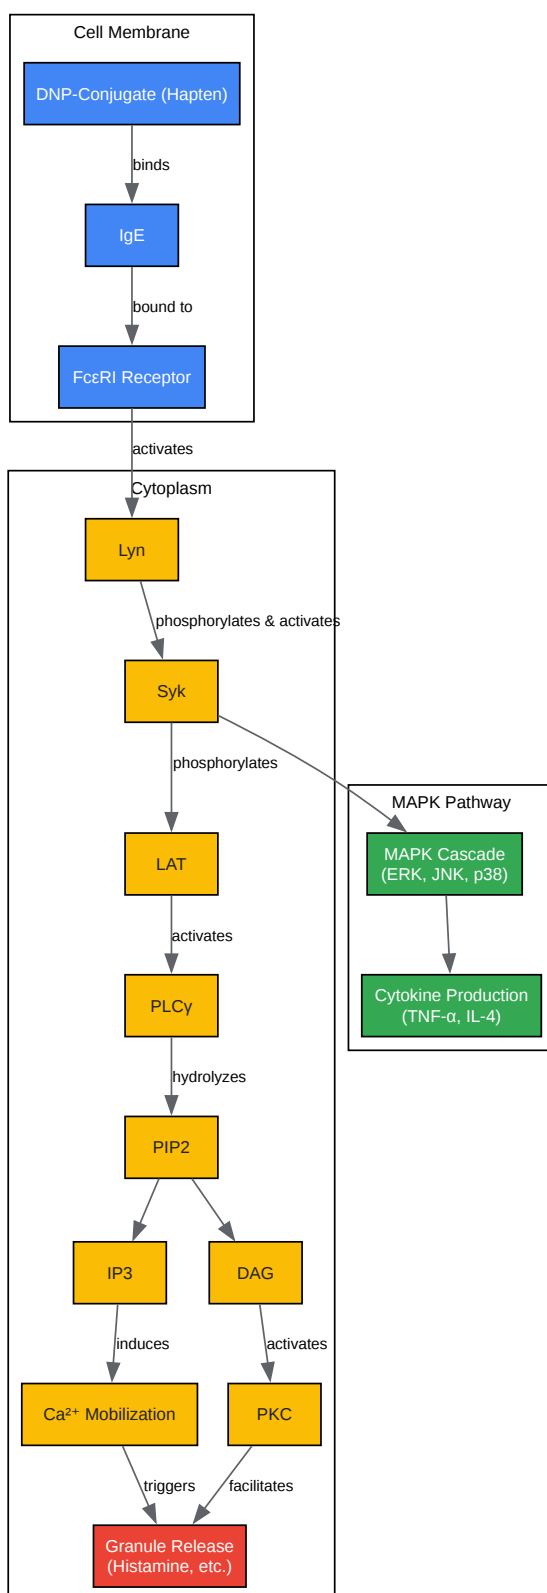 Cell Membrane
DNP-Conjugate (Hapten)
binds
IgE
bound to
FcεRI Receptor
activates
Cytoplasm
Lyn
phosphorylates & activates
Syk
phosphorylates
MAPK Pathway
LAT
MAPK Cascade
(ERK, JNK, p38)
activates
PLCγ
Cytokine Production
(TNF-α, IL-4)
hydrolyzes
PIP2
IP3
DAG
induces
activates
Ca²⁺ Mobilization
PKC
triggers
facilitates
Granule Release
(Histamine, etc.)